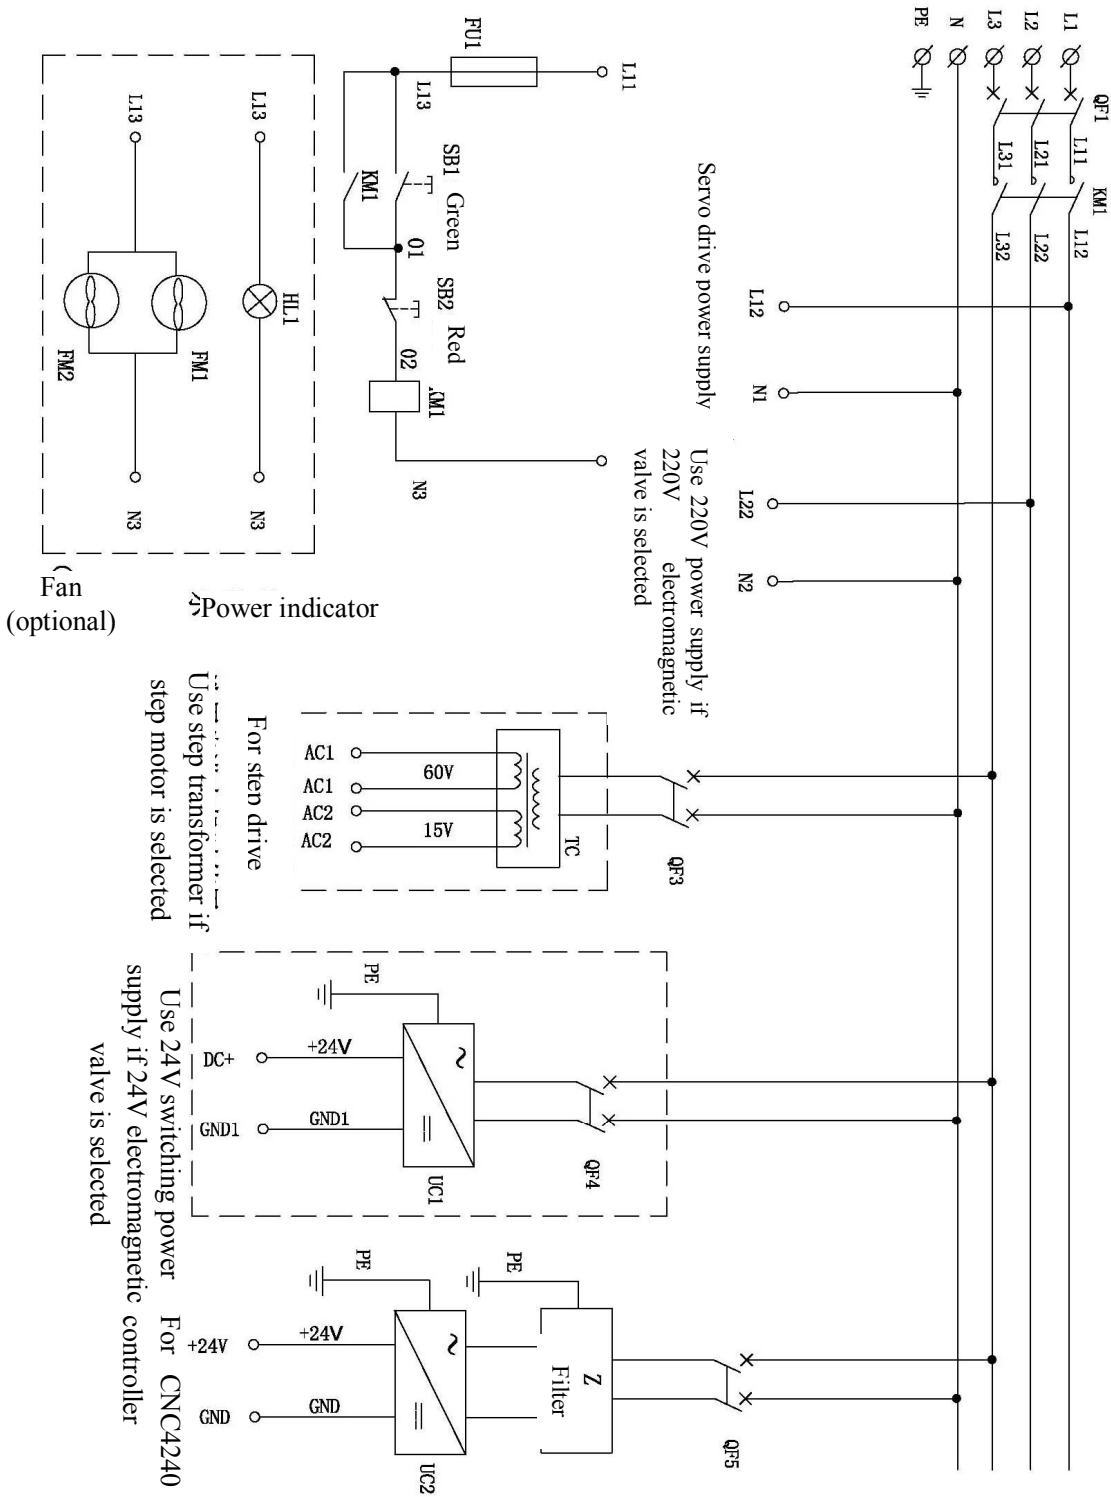 L1
L2
L3
N
PE
QF1
L11
L21
L31
KM1
L12
L22
L32
Servo drive power supply
L12
N1
Use 220V power supply if
220V electromagnetic
valve is selected
L22
N2
L11
FU1
L13
SB1 Green
KM1
01
SB2 Red
02
KM1
N3
L13
HL1
N3
L13
FM1
FM2
N3
Fan
(optional)
Power indicator
QF3
TC
AC1
60V
AC1
AC2
15V
AC2
For step drive
Use step transformer if
step motor is selected
QF4
UC1
PE
DC+
+24V
GND1
GND1
Use 24V switching power
supply if 24V electromagnetic
valve is selected
QF5
Z
Filter
PE
PE
UC2
+24V
+24V
GND
GND
For CNC4240
controller